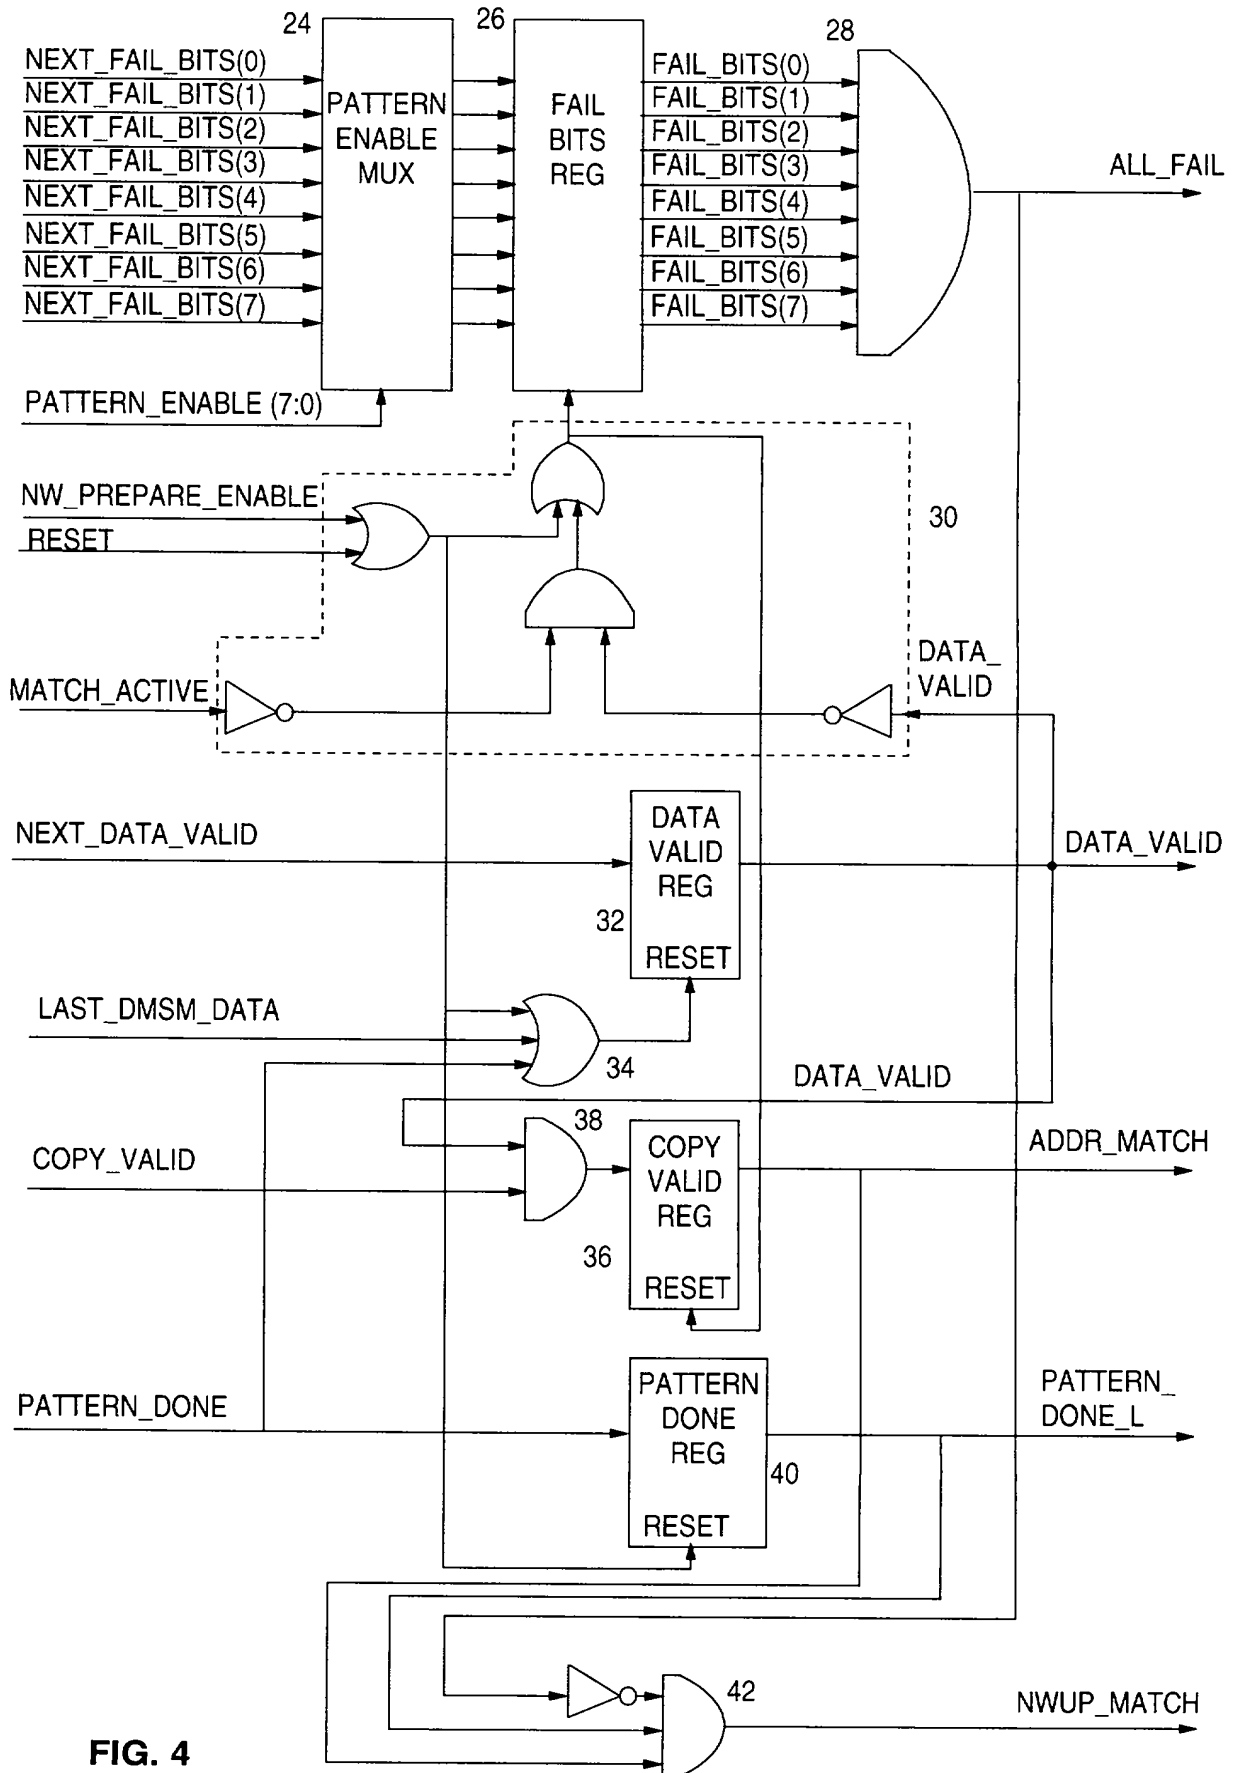 24
26
28
NEXT_FAIL_BITS(0)
NEXT_FAIL_BITS(1)
NEXT_FAIL_BITS(2)
NEXT_FAIL_BITS(3)
NEXT_FAIL_BITS(4)
NEXT_FAIL_BITS(5)
NEXT_FAIL_BITS(6)
NEXT_FAIL_BITS(7)
PATTERN
ENABLE
MUX
FAIL
BITS
REG
FAIL_BITS(0)
FAIL_BITS(1)
FAIL_BITS(2)
FAIL_BITS(3)
FAIL_BITS(4)
FAIL_BITS(5)
FAIL_BITS(6)
FAIL_BITS(7)
ALL_FAIL
PATTERN_ENABLE (7:0)
NW_PREPARE_ENABLE
RESET
30
MATCH_ACTIVE
DATA_
VALID
NEXT_DATA_VALID
DATA
VALID
REG
32
RESET
DATA_VALID
LAST_DMSM_DATA
34
DATA_VALID
38
COPY_VALID
COPY
VALID
REG
36
RESET
ADDR_MATCH
PATTERN_DONE
PATTERN
DONE
REG
40
RESET
PATTERN_
DONE_L
42
NWUP_MATCH
FIG. 4